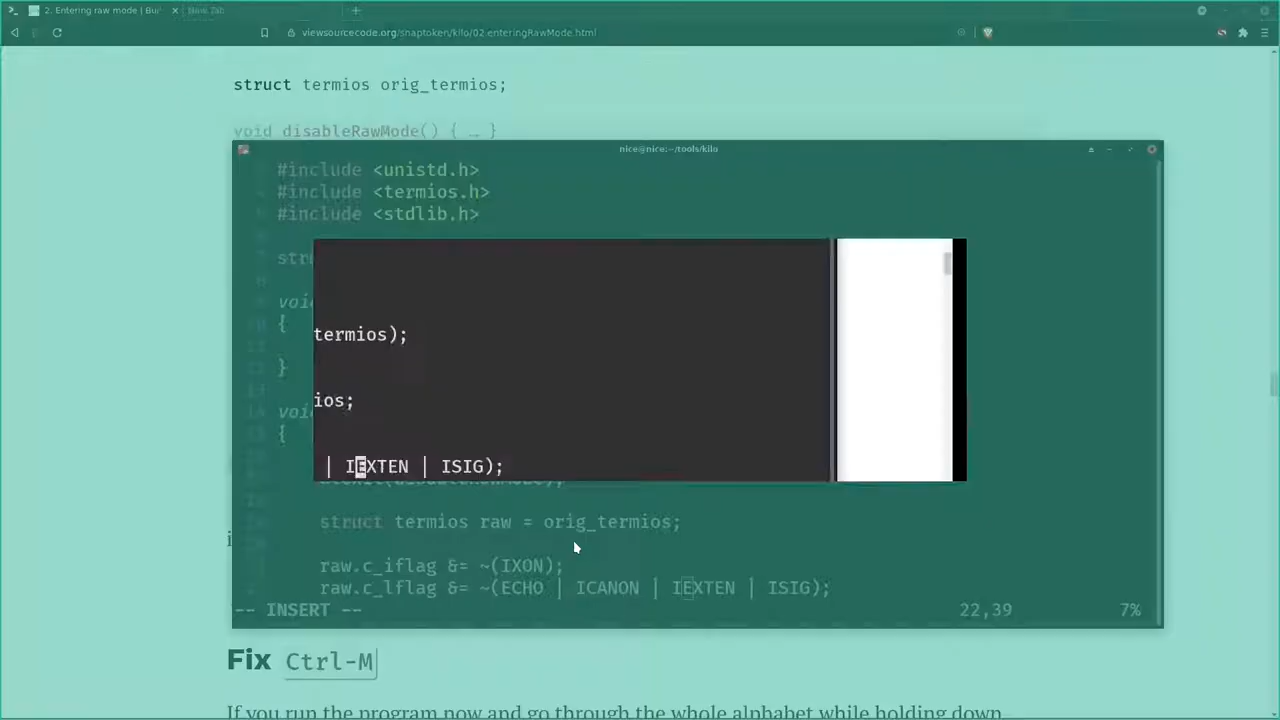 2. Entering raw mode | Bui
New Tab
viewsourcecode.org/snaptoken/kilo/02.enteringRawMode.html
struct termios orig_termios;
void disableRawMode() { … }
nice@nice:~/tools/kilo
#include <unistd.h>
#include <termios.h>
#include <stdlib.h>
{
termios);
}
ios;
{
| IEXTEN | ISIG);
struct termios raw = orig_termios;
raw.c_iflag &= ~(IXON);
raw.c_lflag &= ~(ECHO | ICANON | IEXTEN | ISIG);
-- INSERT -- 22,39 7%
Fix Ctrl-M
If you run the program now and go through the whole alphabet while holding down